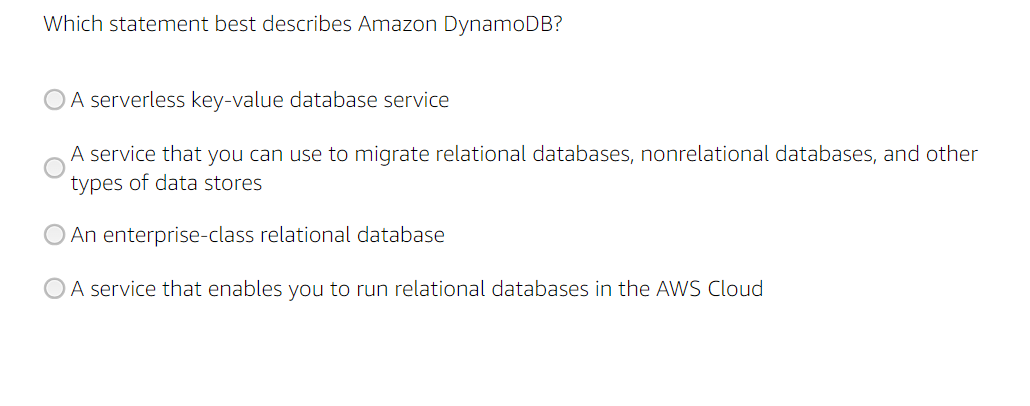 Which statement best describes Amazon DynamoDB?
A serverless key-value database service
A service that you can use to migrate relational databases, nonrelational databases, and other
types of data stores
An enterprise-class relational database
A service that enables you to run relational databases in the AWS Cloud